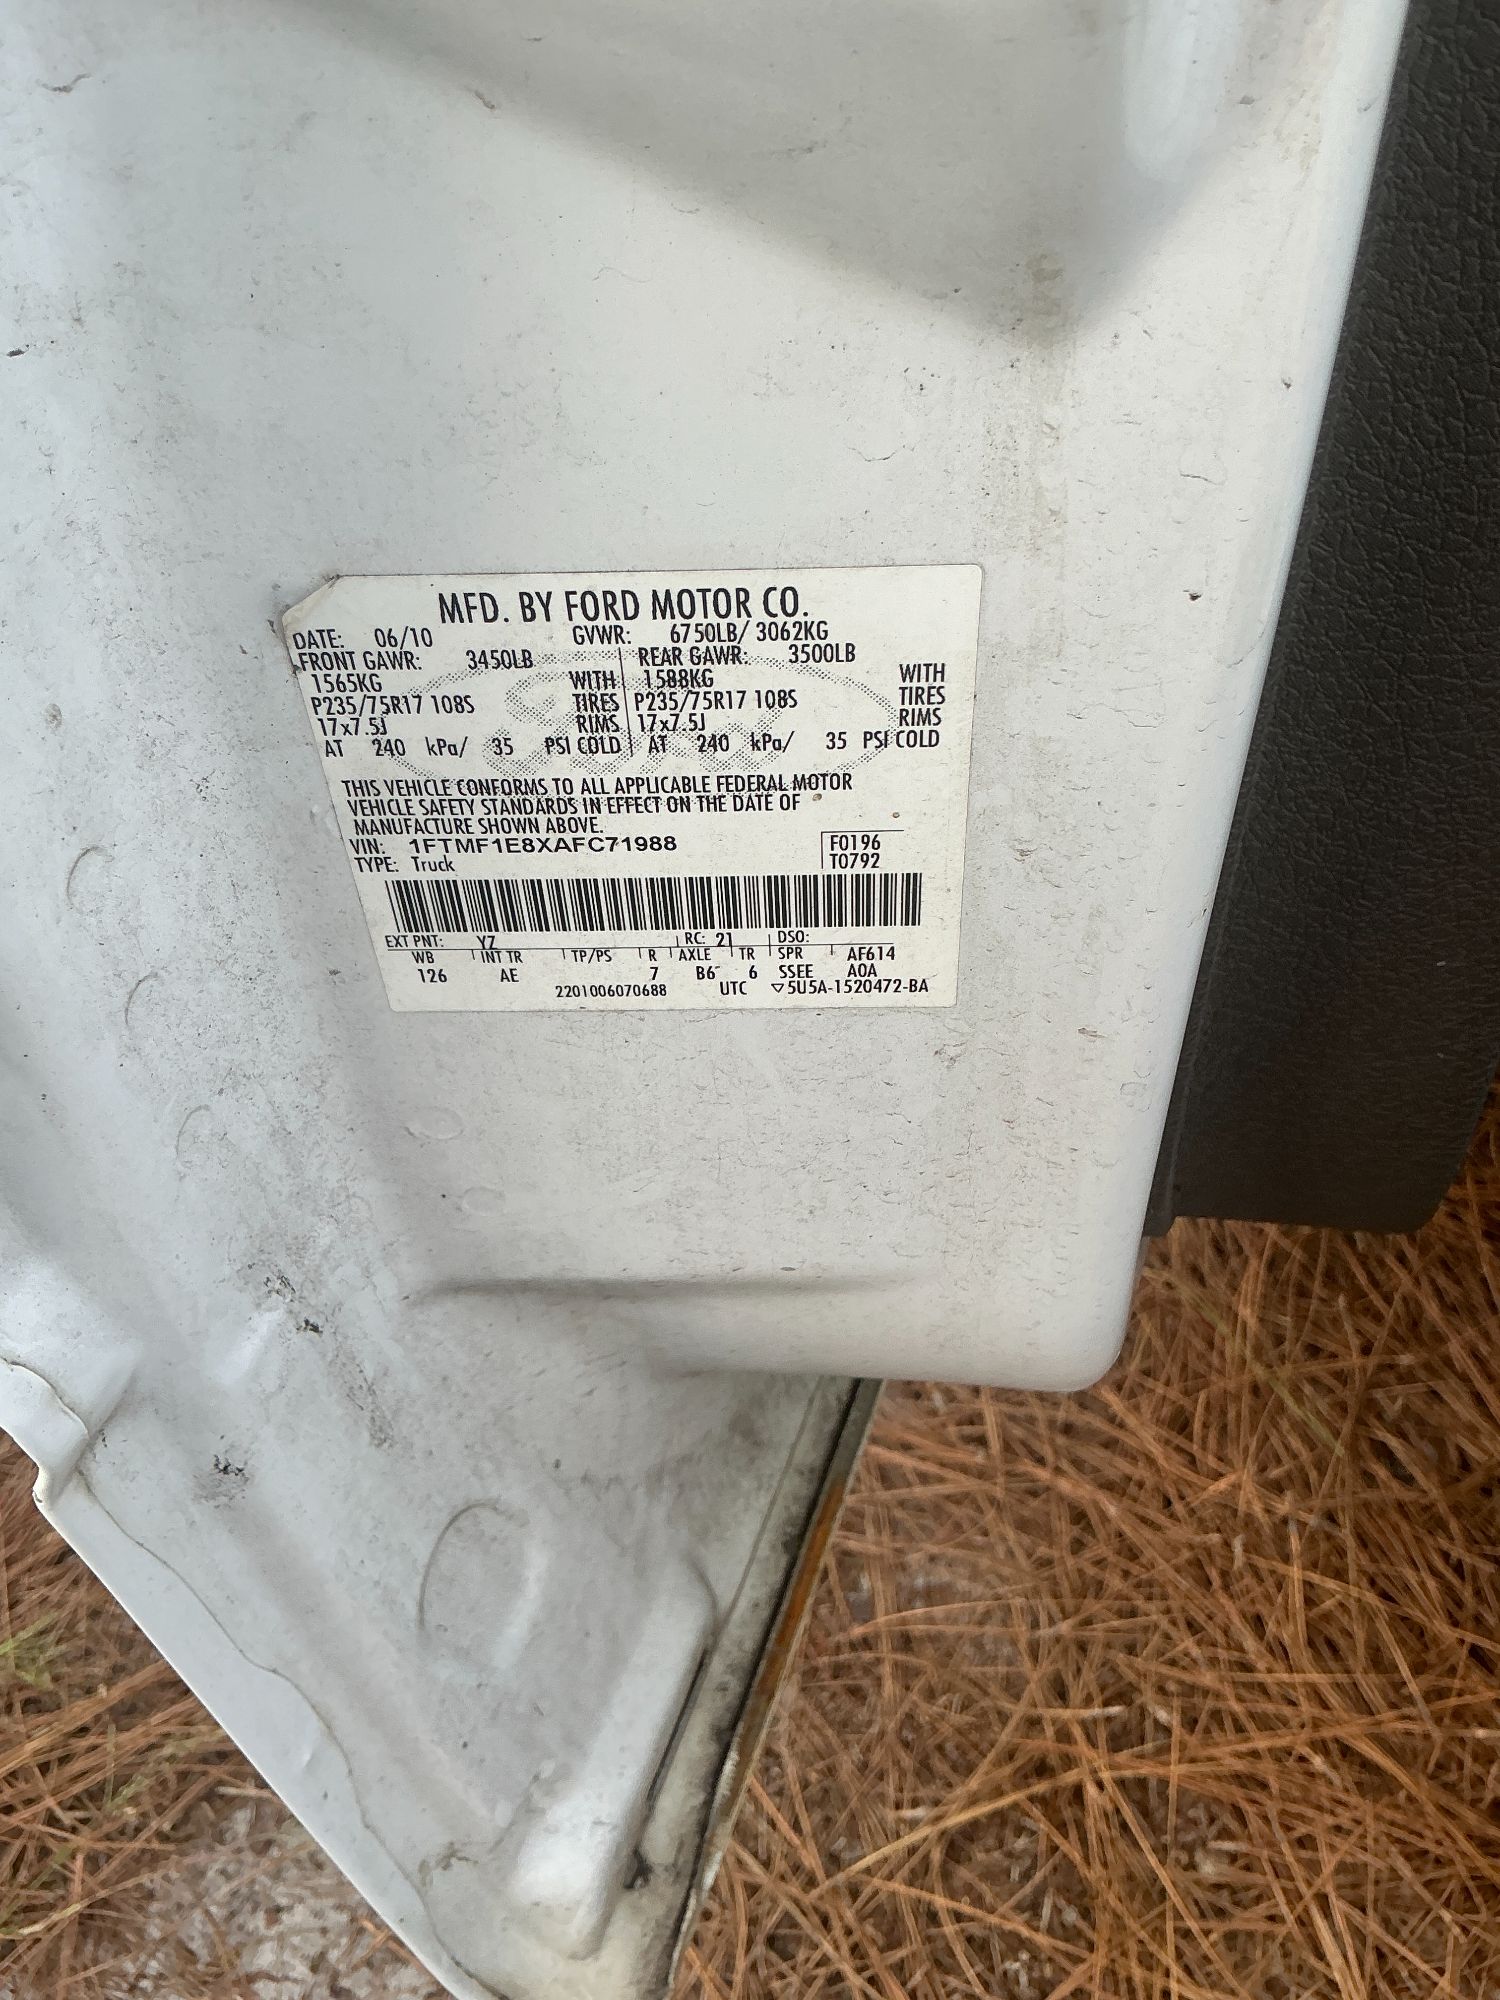 MFD. BY FORD MOTOR CO.
DATE: 06/10 GVWR: 6750LB/ 3062KG
FRONT GAWR: 3450LB REAR GAWR: 3500LB
1565KG WITH 1588KG WITH
P235/75R17 108S TIRES P235/75R17 108S TIRES
17x7.5J RIMS 17x7.5J RIMS
AT 240 kPa/ 35 PSI COLD AT 240 kPa/ 35 PSI COLD
THIS VEHICLE CONFORMS TO ALL APPLICABLE FEDERAL MOTOR
VEHICLE SAFETY STANDARDS IN EFFECT ON THE DATE OF
MANUFACTURE SHOWN ABOVE.
VIN: 1FTMF1E8XAFC71988 F0196
TYPE: Truck T0792
EXT PNT: YZ RC: 21 DSO:
WB INT TR TP/PS R AXLE TR SPR AF614
126 AE 7 B6 6 SSEE A0A
2201006070688 UTC ▽5U5A-1520472-BA